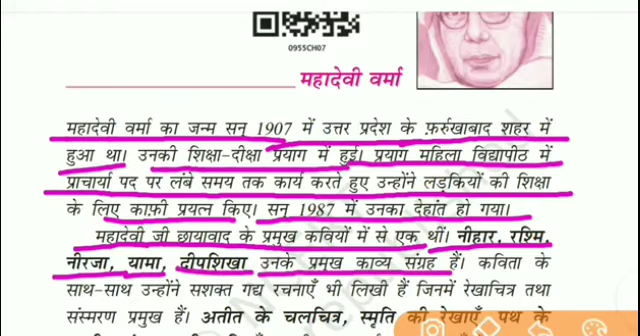 0955CH07
महादेवी वर्मा
महादेवी वर्मा का जन्म सन् 1907 में उत्तर प्रदेश के फ़र्रुखाबाद शहर में
हुआ था। उनकी शिक्षा-दीक्षा प्रयाग में हुई। प्रयाग महिला विद्यापीठ में
प्राचार्या पद पर लंबे समय तक कार्य करते हुए उन्होंने लड़कियों की शिक्षा
के लिए काफ़ी प्रयत्न किए। सन् 1987 में उनका देहांत हो गया।
महादेवी जी छायावाद के प्रमुख कवियों में से एक थीं। नीहार, रश्मि,
नीरजा, यामा, दीपशिखा उनके प्रमुख काव्य संग्रह हैं। कविता के
साथ-साथ उन्होंने सशक्त गद्य रचनाएँ भी लिखी हैं जिनमें रेखाचित्र तथा
संस्मरण प्रमुख हैं। अतीत के चलचित्र, स्मृति की रेखाएँ पथ के